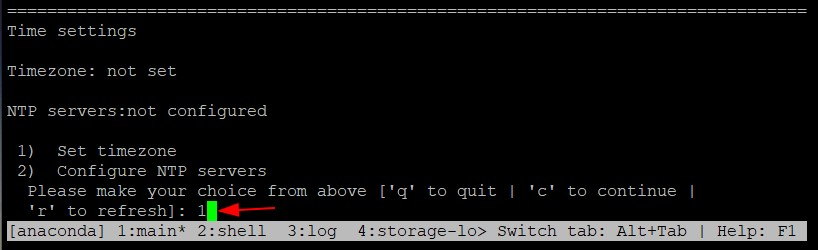 ================================================================================
Time settings
Timezone: not set
NTP servers:not configured
1)  Set timezone
2)  Configure NTP servers
Please make your choice from above ['q' to quit | 'c' to continue |
'r' to refresh]: 1
[anaconda] 1:main* 2:shell  3:log  4:storage-lo> Switch tab: Alt+Tab | Help: F1